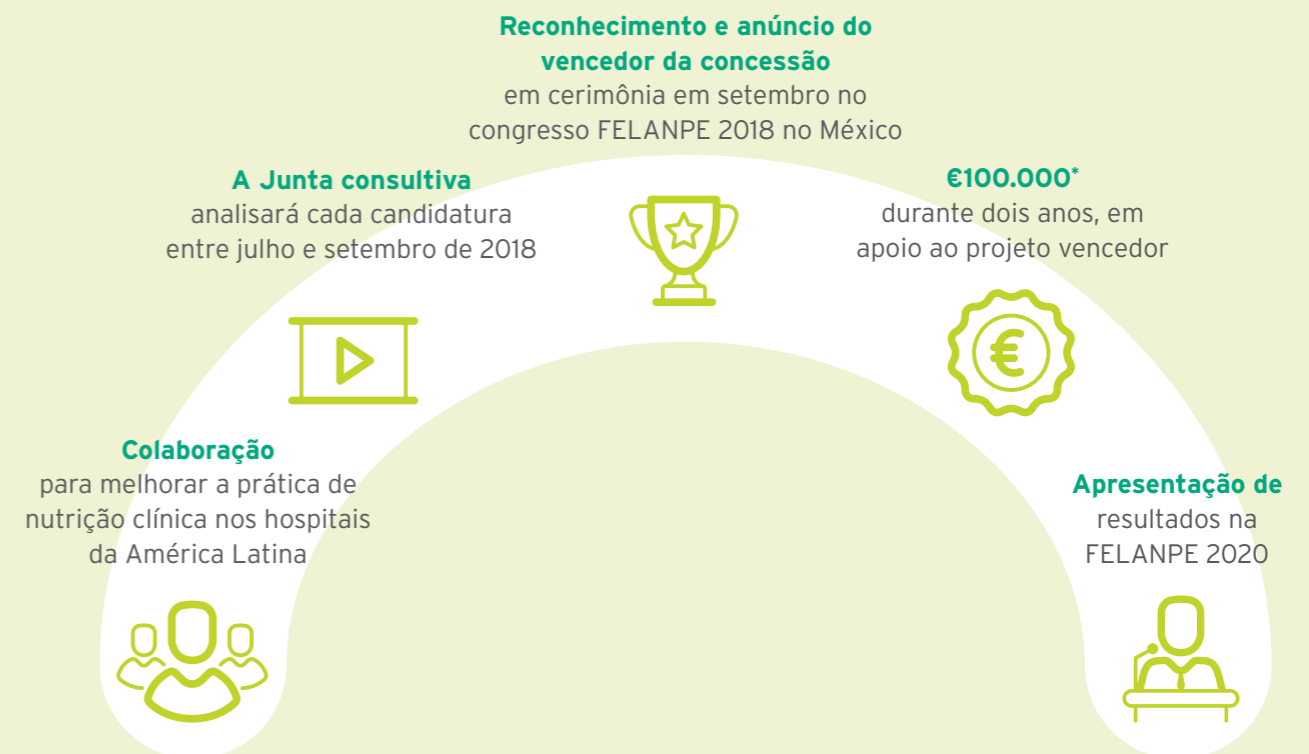 Reconhecimento e anúncio do
vencedor da concessão
em cerimônia em setembro no
congresso FELANPE 2018 no México
A Junta consultiva
analisará cada candidatura
entre julho e setembro de 2018
€100.000*
durante dois anos, em
apoio ao projeto vencedor
€
Colaboração
para melhorar a prática de
nutrição clínica nos hospitais
da América Latina
Apresentação de
resultados na
FELANPE 2020